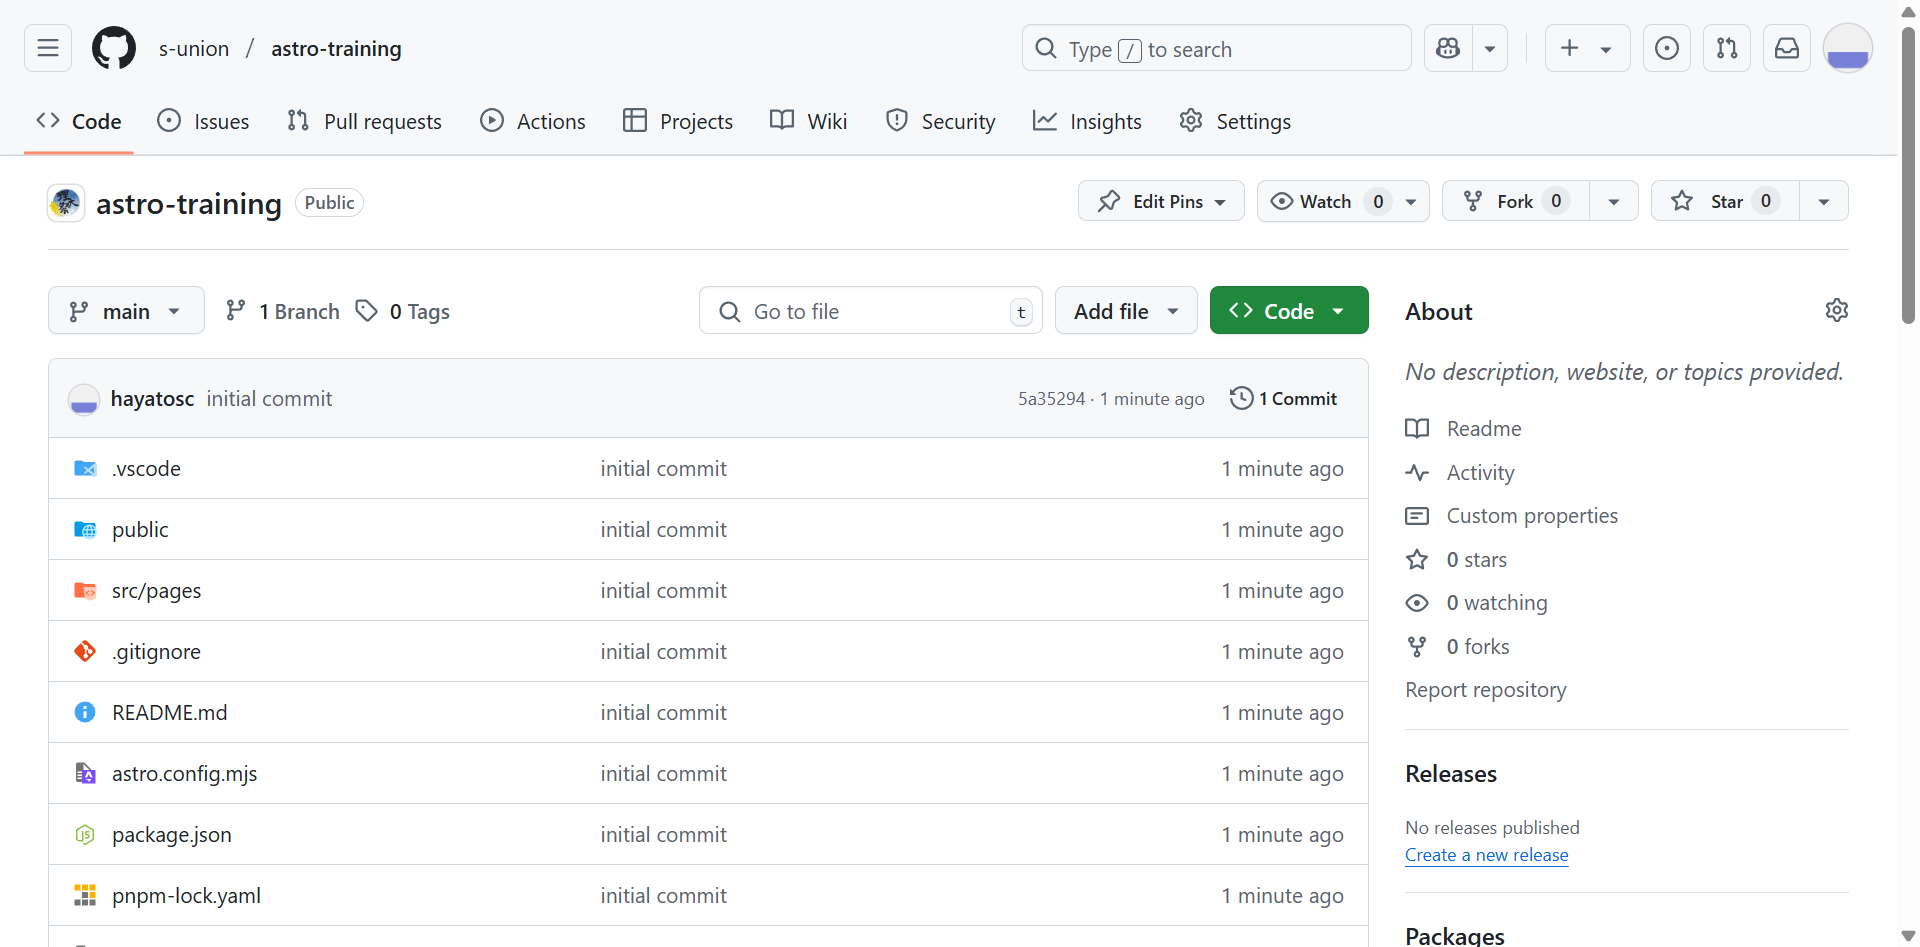 s-union / astro-training
Type / to search
Code
Issues
Pull requests
Actions
Projects
Wiki
Security
Insights
Settings
astro-training Public
Edit Pins
Watch 0
Fork 0
Star 0
main
1 Branch
0 Tags
Go to file t
Add file
Code
hayatosc initial commit 5a35294 · 1 minute ago 1 Commit
.vscode initial commit 1 minute ago
public initial commit 1 minute ago
src/pages initial commit 1 minute ago
.gitignore initial commit 1 minute ago
README.md initial commit 1 minute ago
astro.config.mjs initial commit 1 minute ago
package.json initial commit 1 minute ago
pnpm-lock.yaml initial commit 1 minute ago
About
No description, website, or topics provided.
Readme
Activity
Custom properties
0 stars
0 watching
0 forks
Report repository
Releases
No releases published
Create a new release
Packages